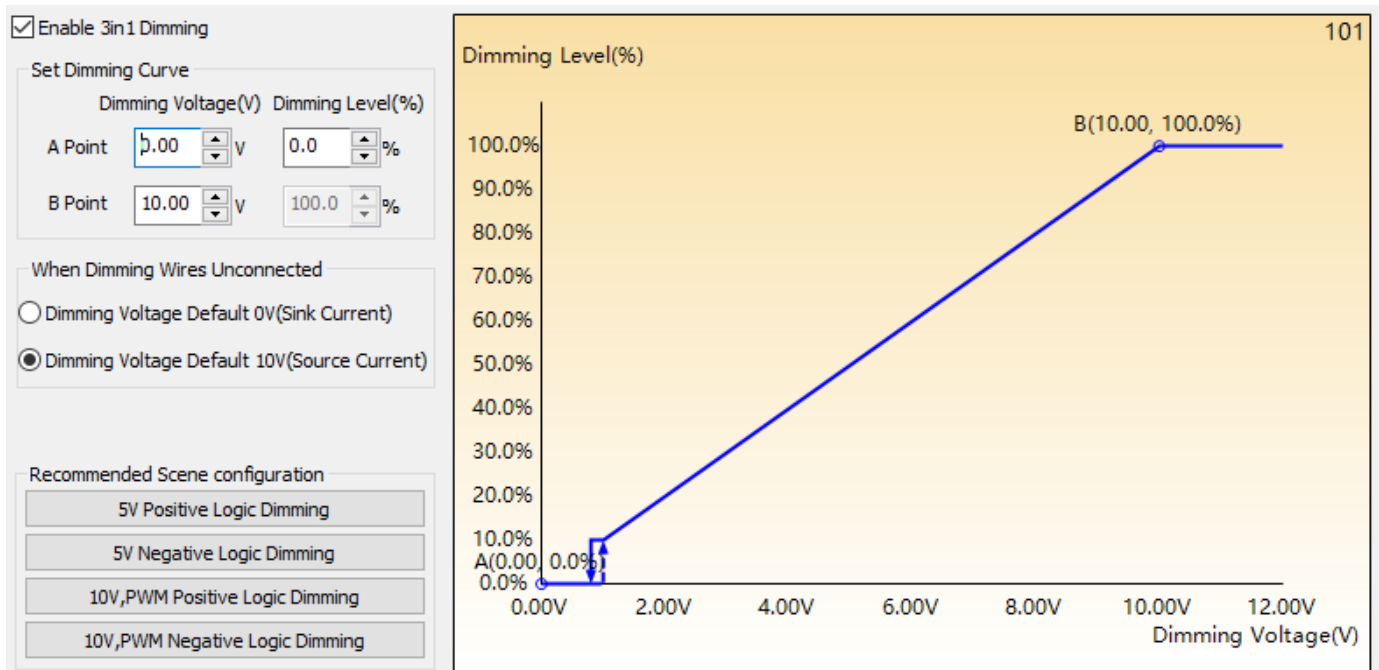 Enable 3in1 Dimming
Set Dimming Curve
Dimming Voltage(V) Dimming Level(%)
A Point 0.00 V 0.0 %
B Point 10.00 V 100.0 %
When Dimming Wires Unconnected
Dimming Voltage Default 0V(Sink Current)
Dimming Voltage Default 10V(Source Current)
Recommended Scene configuration
5V Positive Logic Dimming
5V Negative Logic Dimming
10V,PWM Positive Logic Dimming
10V,PWM Negative Logic Dimming
101
Dimming Level(%)
B(10.00, 100.0%)
100.0%
90.0%
80.0%
70.0%
60.0%
50.0%
40.0%
30.0%
20.0%
10.0%
A(0.00, 0.0%)
0.0%
0.00V 2.00V 4.00V 6.00V 8.00V 10.00V 12.00V
Dimming Voltage(V)